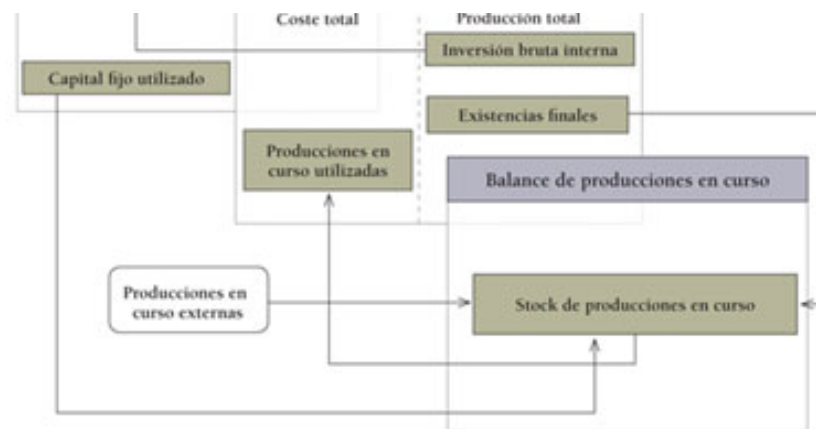 Coste total
Producción total
Inversión bruta interna
Capital fijo utilizado
Existencias finales
Producciones en
curso utilizadas
Balance de producciones en curso
Producciones en
curso externas
Stock de producciones en curso